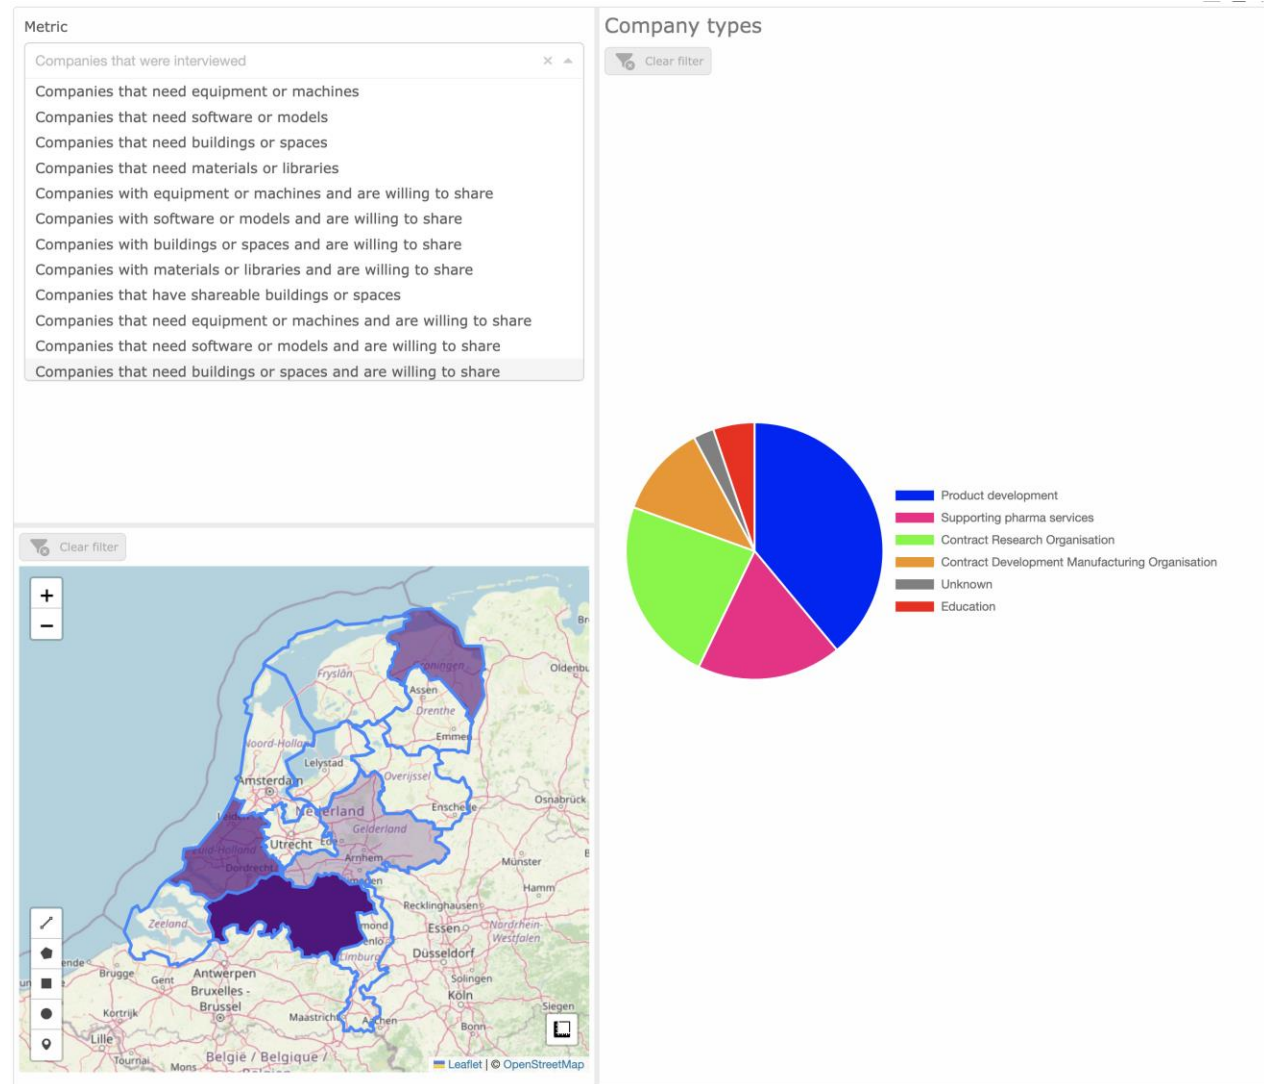 Metric
Companies that were interviewed
Companies that need equipment or machines
Companies that need software or models
Companies that need buildings or spaces
Companies that need materials or libraries
Companies with equipment or machines and are willing to share
Companies with software or models and are willing to share
Companies with buildings or spaces and are willing to share
Companies with materials or libraries and are willing to share
Companies that have shareable buildings or spaces
Companies that need equipment or machines and are willing to share
Companies that need software or models and are willing to share
Companies that need buildings or spaces and are willing to share
Company types
Clear filter
Product development
Supporting pharma services
Contract Research Organisation
Contract Development Manufacturing Organisation
Unknown
Education
Clear filter
+
−
Groningen
Oldenbu
Fryslân
Assen
Drenthe
Emmen
Noord-Holla
Lelystad
Overijssel
Amsterdam
Osnabrück
Enschede
Nederland
Gelderland
Utrecht
Arnhem
Münster
Dordrecht
Hamm
Recklinghausen
Zeeland
Essen
Nordrhein-
Westfalen
Limburg
Düsseldorf
Brugge
Gent
Antwerpen
Solingen
Bruxelles -
Brussel
Köln
Kortrijk
Maastricht
Aachen
Siegen
Bonn
Lille
Tournai
Mons
België / Belgique /
Leaflet | © OpenStreetMap